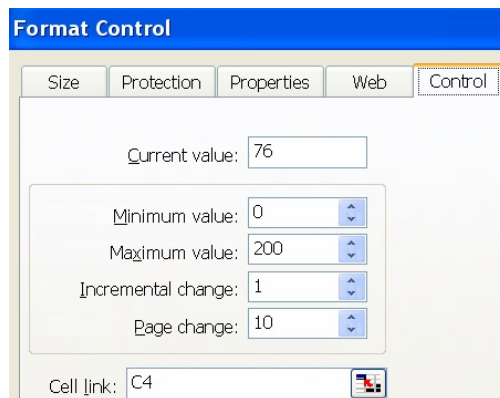 Format Control
Size Protection Properties Web Control
Current value: 76
Minimum value: 0
Maximum value: 200
Incremental change: 1
Page change: 10
Cell link: C4